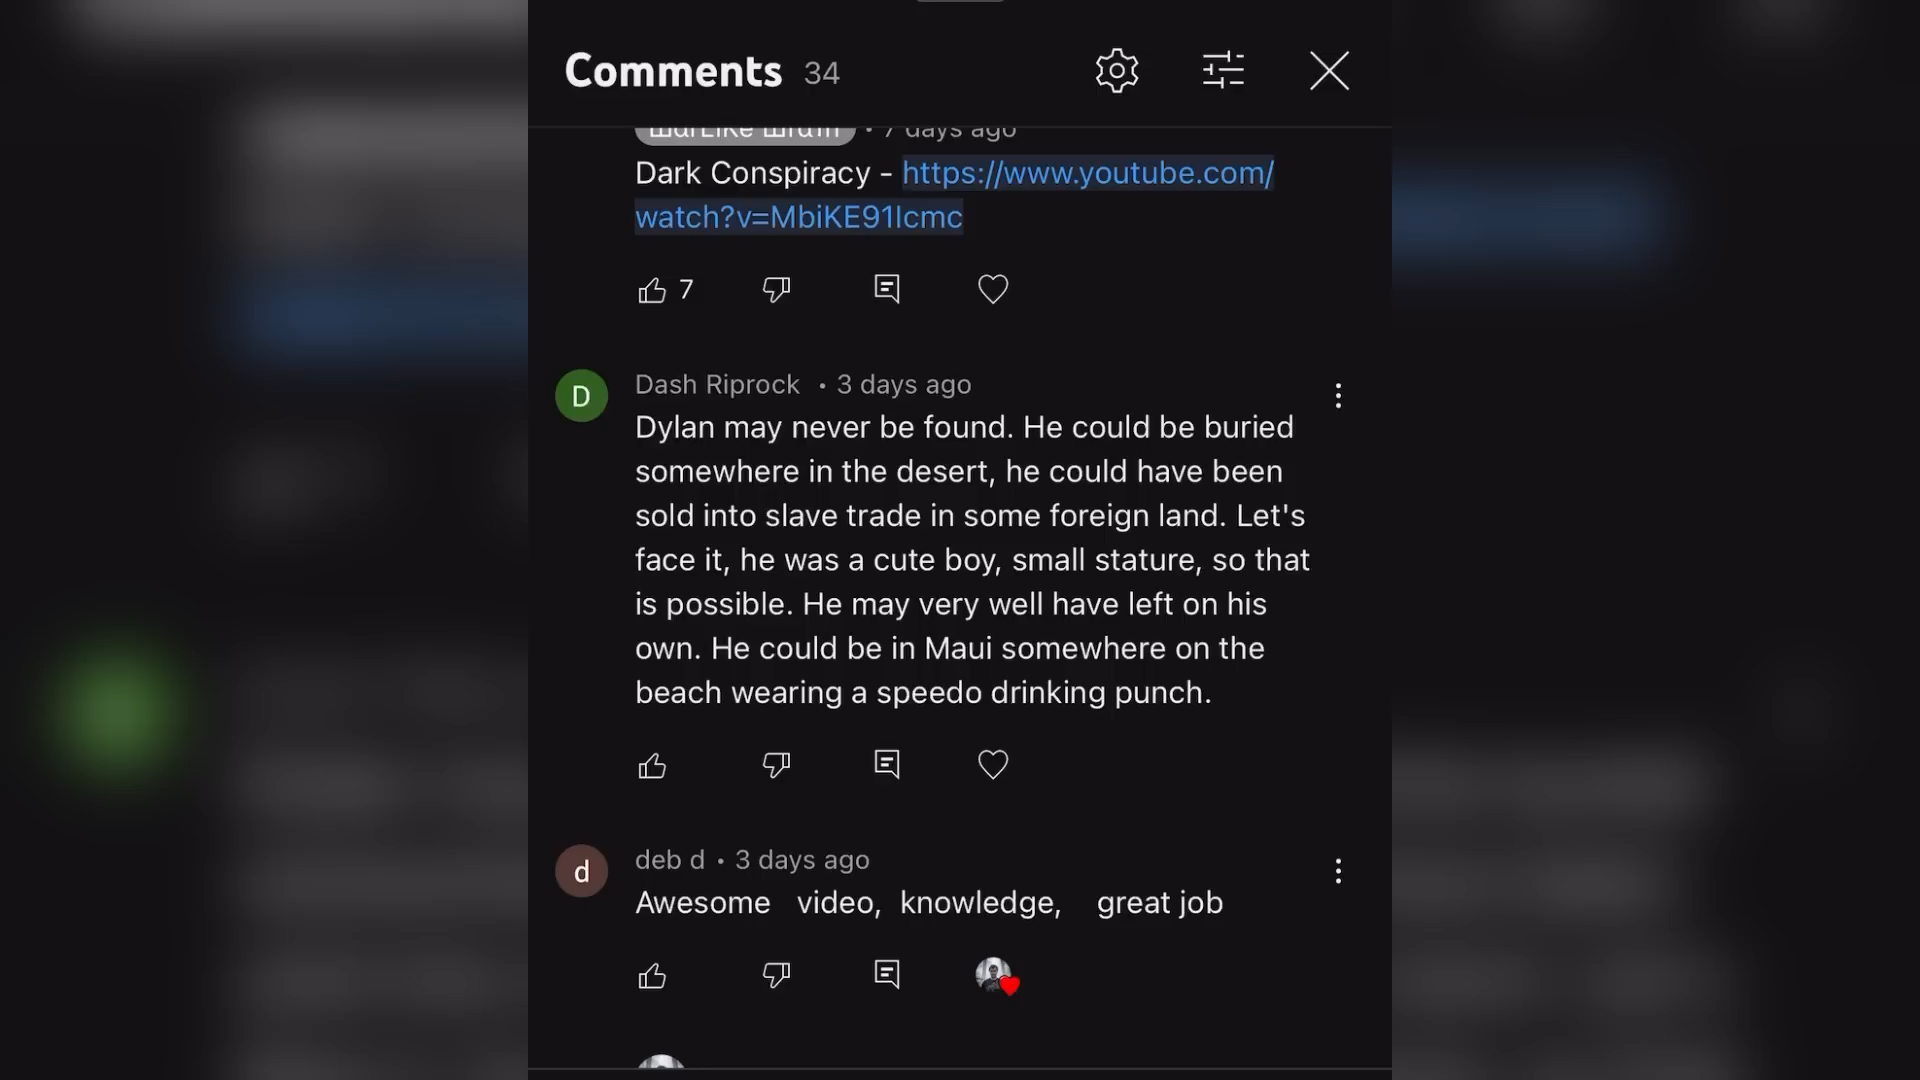 Comments 34
7 days ago
Dark Conspiracy - https://www.youtube.com/
watch?v=MbiKE91Icmc
7
D
Dash Riprock • 3 days ago
Dylan may never be found. He could be buried
somewhere in the desert, he could have been
sold into slave trade in some foreign land. Let's
face it, he was a cute boy, small stature, so that
is possible. He may very well have left on his
own. He could be in Maui somewhere on the
beach wearing a speedo drinking punch.
d
deb d • 3 days ago
Awesome video, knowledge, great job